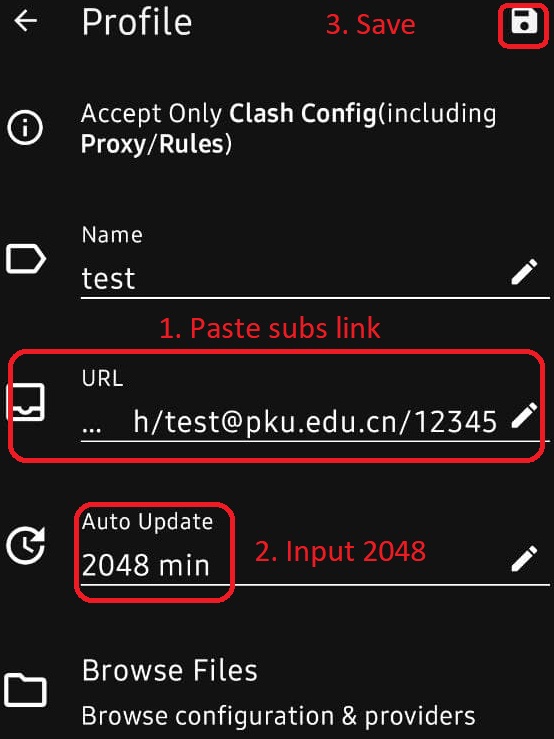 Profile
3. Save
Accept Only Clash Config(including
Proxy/Rules)
Name
test
1. Paste subs link
URL
... h/test@pku.edu.cn/12345
Auto Update
2048 min
2. Input 2048
Browse Files
Browse configuration & providers